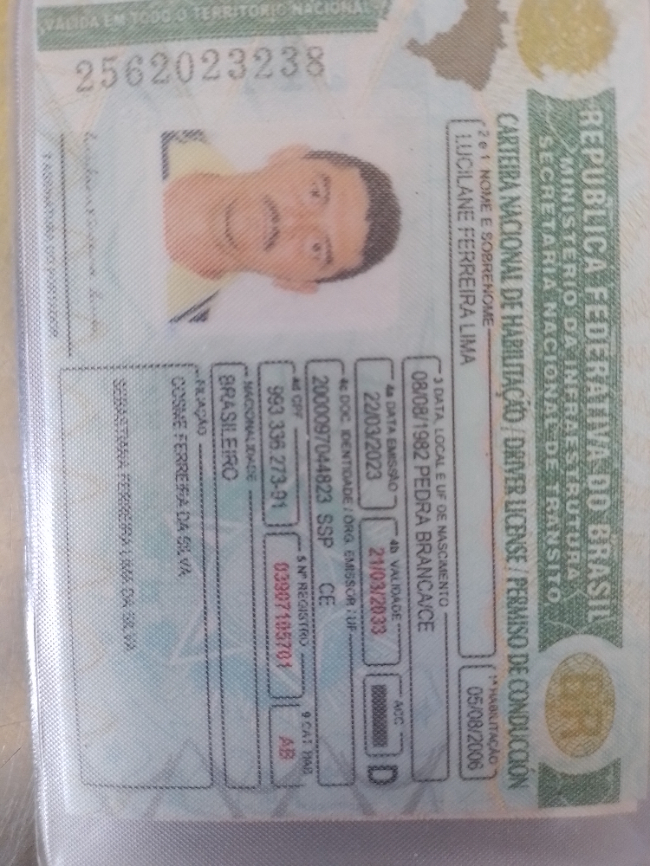 REPÚBLICA FEDERATIVA DO BRASIL
MINISTÉRIO DA INFRAESTRUTURA
SECRETARIA NACIONAL DE TRÂNSITO
BR
CARTEIRA NACIONAL DE HABILITAÇÃO / DRIVER LICENSE / PERMISO DE CONDUCCIÓN
2 e 1 NOME E SOBRENOME
LUCILANE FERREIRA LIMA
1ª HABILITAÇÃO
05/08/2006
3 DATA, LOCAL E UF DE NASCIMENTO
08/08/1982 PEDRA BRANCA/CE
4a DATA EMISSÃO
22/03/2023
4b VALIDADE
21/03/2033
ACC
D
4c DOC. IDENTIDADE / ORG. EMISSOR / UF
2000097044823 SSP CE
4d CPF
993.336.273-91
5 Nº REGISTRO
03907105701
9 CAT HAB
AB
NACIONALIDADE
BRASILEIRO
FILIAÇÃO
COSME FERREIRA DA SILVA
SEBASTIANA FERREIRA LIMA DA SILVA
7 ASSINATURA DO PORTADOR
2562023238
VÁLIDA EM TODO O TERRITÓRIO NACIONAL